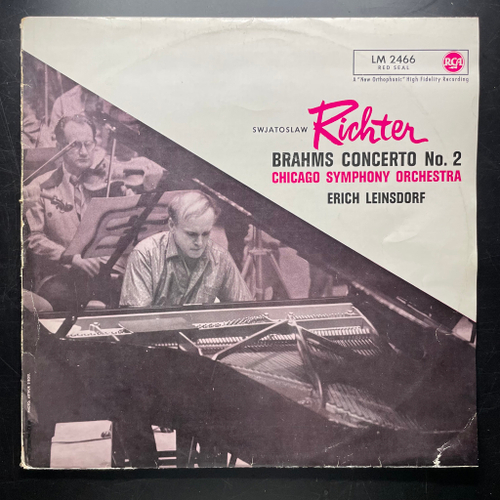 LM 2466
RED SEAL
RCA
A "New Orthophonic" High Fidelity Recording
SWJATOSLAW Richter
BRAHMS CONCERTO No. 2
CHICAGO SYMPHONY ORCHESTRA
ERICH LEINSDORF